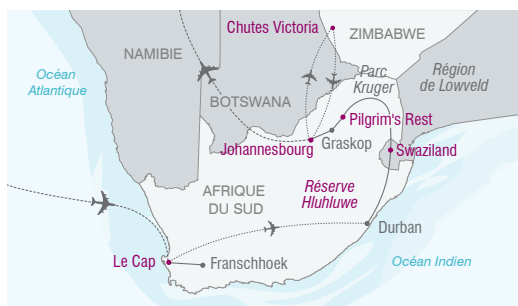 Chutes Victoria
ZIMBABWE
NAMIBIE
Océan
Atlantique
Parc
Kruger
Région
de Lowveld
BOTSWANA
Pilgrim's Rest
Graskop
Johannesbourg
Swaziland
AFRIQUE
DU SUD
Réserve
Hluhluwe
Durban
Le Cap
Franschhoek
Océan Indien